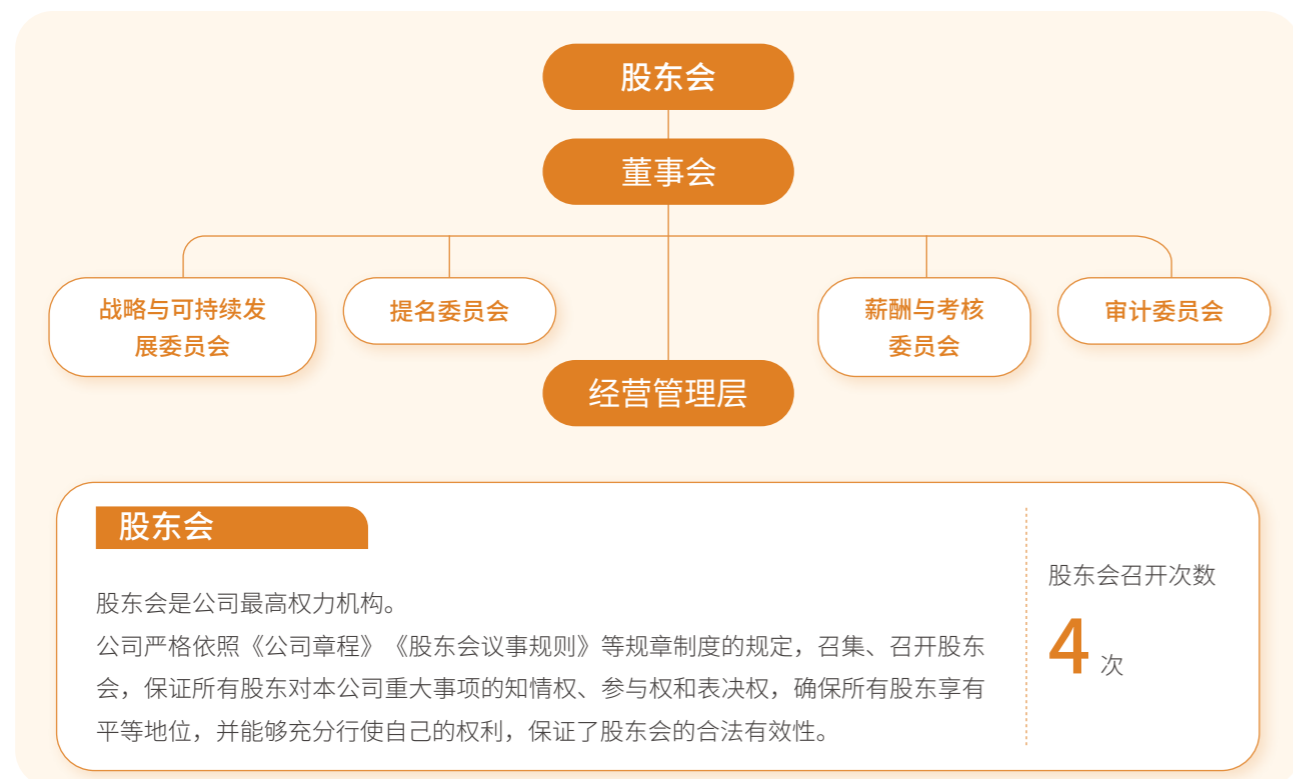 股东会
董事会
战略与可持续发
展委员会
提名委员会
薪酬与考核
委员会
审计委员会
经营管理层
股东会
股东会是公司最高权力机构。
公司严格依照《公司章程》《股东会议事规则》等规章制度的规定，召集、召开股东
会，保证所有股东对本公司重大事项的知情权、参与权和表决权，确保所有股东享有
平等地位，并能够充分行使自己的权利，保证了股东会的合法有效性。
股东会召开次数
4 次